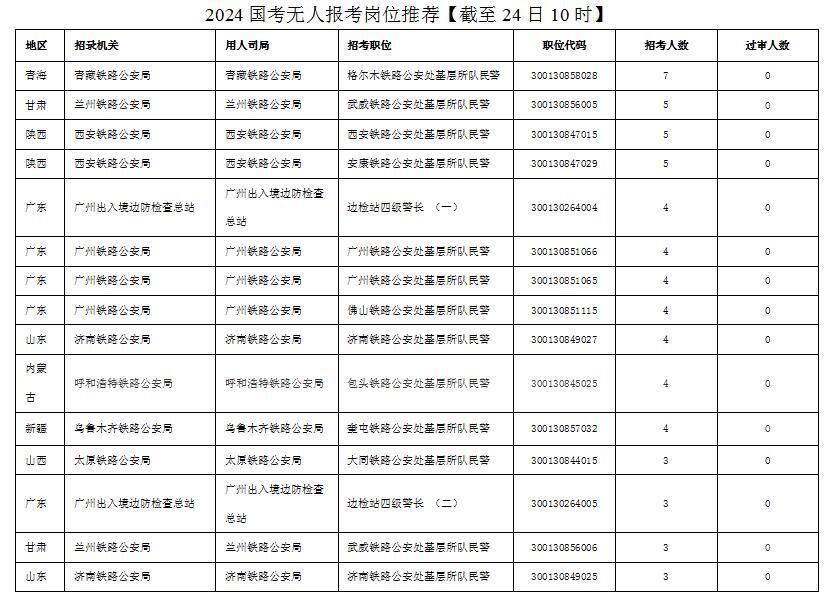 2024 国考无人报考岗位推荐【截至 24 日 10 时】
地区 招录机关 用人司局 招考职位 职位代码 招考人数 过审人数
青海 青藏铁路公安局 青藏铁路公安局 格尔木铁路公安处基层所队民警 300130858028 7 0
甘肃 兰州铁路公安局 兰州铁路公安局 武威铁路公安处基层所队民警 300130856005 5 0
陕西 西安铁路公安局 西安铁路公安局 西安铁路公安处基层所队民警 300130847015 5 0
陕西 西安铁路公安局 西安铁路公安局 安康铁路公安处基层所队民警 300130847029 5 0
广东 广州出入境边防检查总站 广州出入境边防检查
总站 边检站四级警长 （一） 300130264004 4 0
广东 广州铁路公安局 广州铁路公安局 广州铁路公安处基层所队民警 300130851066 4 0
广东 广州铁路公安局 广州铁路公安局 广州铁路公安处基层所队民警 300130851065 4 0
广东 广州铁路公安局 广州铁路公安局 佛山铁路公安处基层所队民警 300130851115 4 0
山东 济南铁路公安局 济南铁路公安局 济南铁路公安处基层所队民警 300130849027 4 0
内蒙
古 呼和浩特铁路公安局 呼和浩特铁路公安局 包头铁路公安处基层所队民警 300130845025 4 0
新疆 乌鲁木齐铁路公安局 乌鲁木齐铁路公安局 奎屯铁路公安处基层所队民警 300130857032 4 0
山西 太原铁路公安局 太原铁路公安局 大同铁路公安处基层所队民警 300130844015 3 0
广东 广州出入境边防检查总站 广州出入境边防检查
总站 边检站四级警长 （二） 300130264005 3 0
甘肃 兰州铁路公安局 兰州铁路公安局 武威铁路公安处基层所队民警 300130856006 3 0
山东 济南铁路公安局 济南铁路公安局 济南铁路公安处基层所队民警 300130849025 3 0